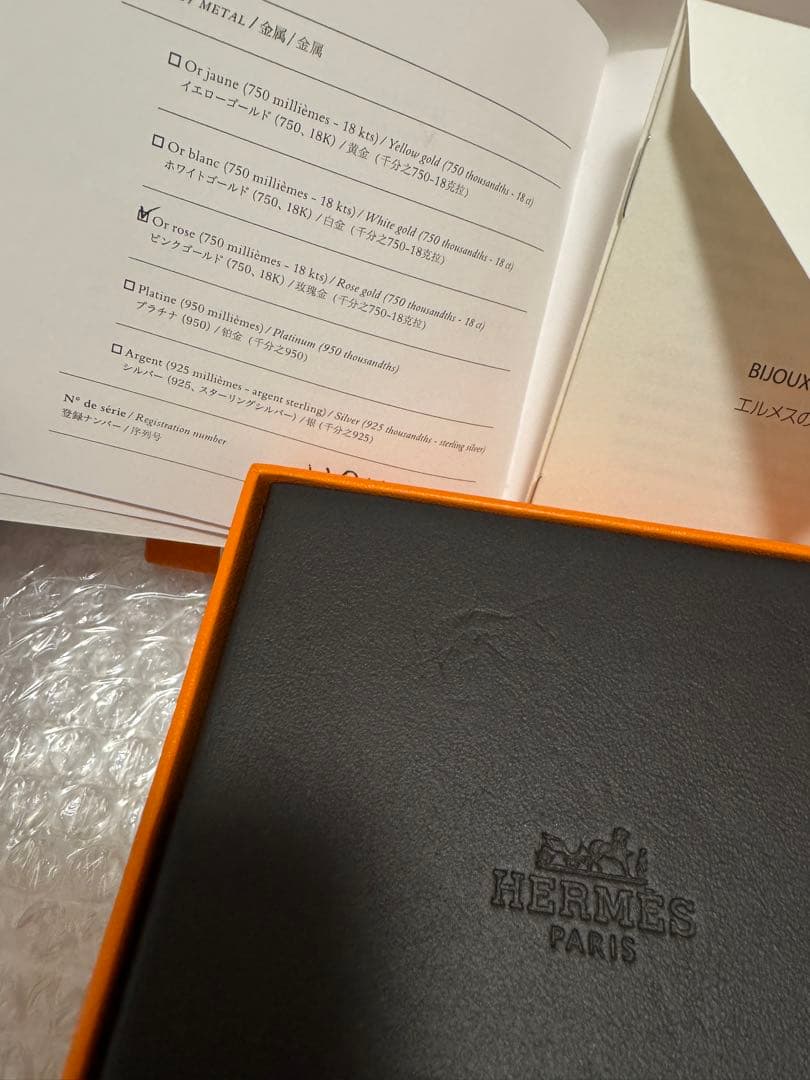 METAL / 金属 / 金属
Or jaune (750 millièmes - 18 kts) / Yellow gold (750 thousandths - 18 ct)
イエローゴールド (750、18K) / 黄金 (千分之750-18克拉)
Or blanc (750 millièmes - 18 kts) / White gold (750 thousandths - 18 ct)
ホワイトゴールド (750、18K) / 白金 (千分之750-18克拉)
Or rose (750 millièmes - 18 kts) / Rose gold (750 thousandths - 18 ct)
ピンクゴールド (750、18K) / 玫瑰金 (千分之750-18克拉)
Platine (950 millièmes) / Platinum (950 thousandths)
プラチナ (950) / 铂金 (千分之950)
Argent (925 millièmes - argent sterling) / Silver (925 thousandths - sterling silver)
シルバー (925、スターリングシルバー) / 银 (千分之925)
N° de série / Registration number
登録ナンバー / 序列号
BIJOUX
エルメスの
HERMÈS
PARIS